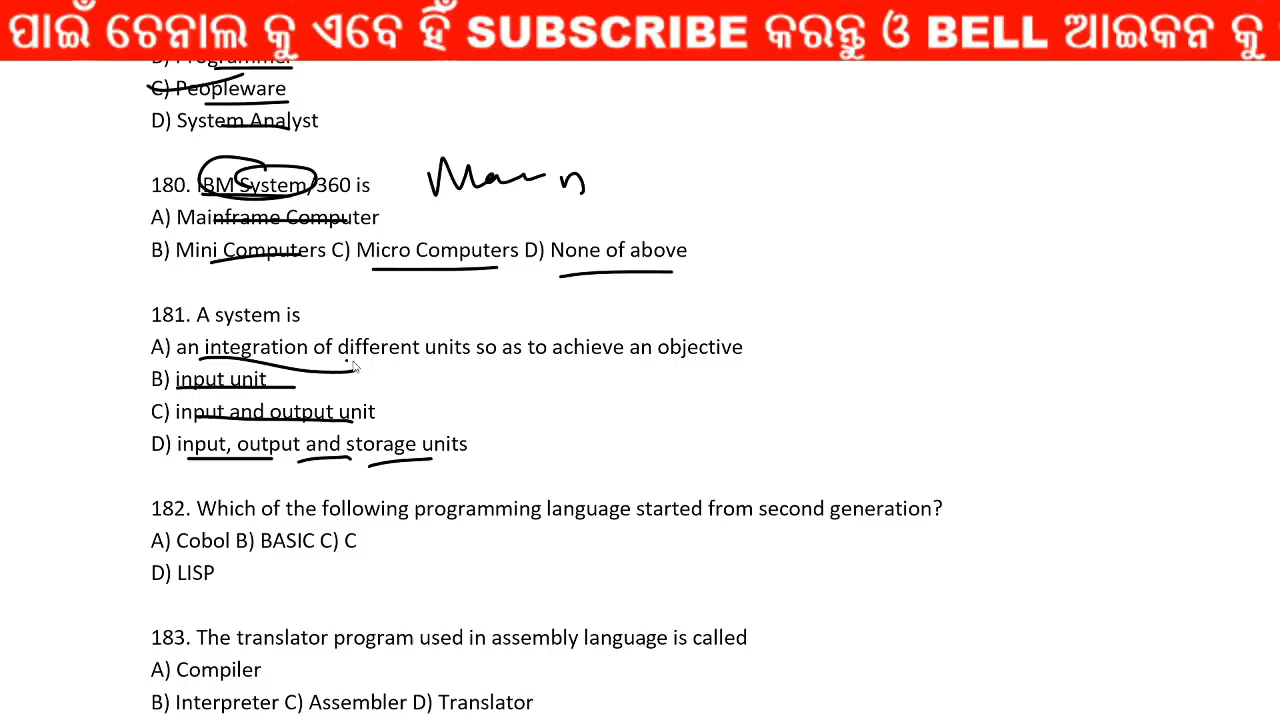 ପାଇଁ ଚେନାଲ କୁ ଏବେ ହିଁ SUBSCRIBE କରନ୍ତୁ ଓ BELL ଆଇକନ କୁ
B) Programmer
C) Peopleware
D) System Analyst
180. IBM System/360 is
A) Mainframe Computer
B) Mini Computers C) Micro Computers D) None of above
181. A system is
A) an integration of different units so as to achieve an objective
B) input unit
C) input and output unit
D) input, output and storage units
182. Which of the following programming language started from second generation?
A) Cobol B) BASIC C) C
D) LISP
183. The translator program used in assembly language is called
A) Compiler
B) Interpreter C) Assembler D) Translator